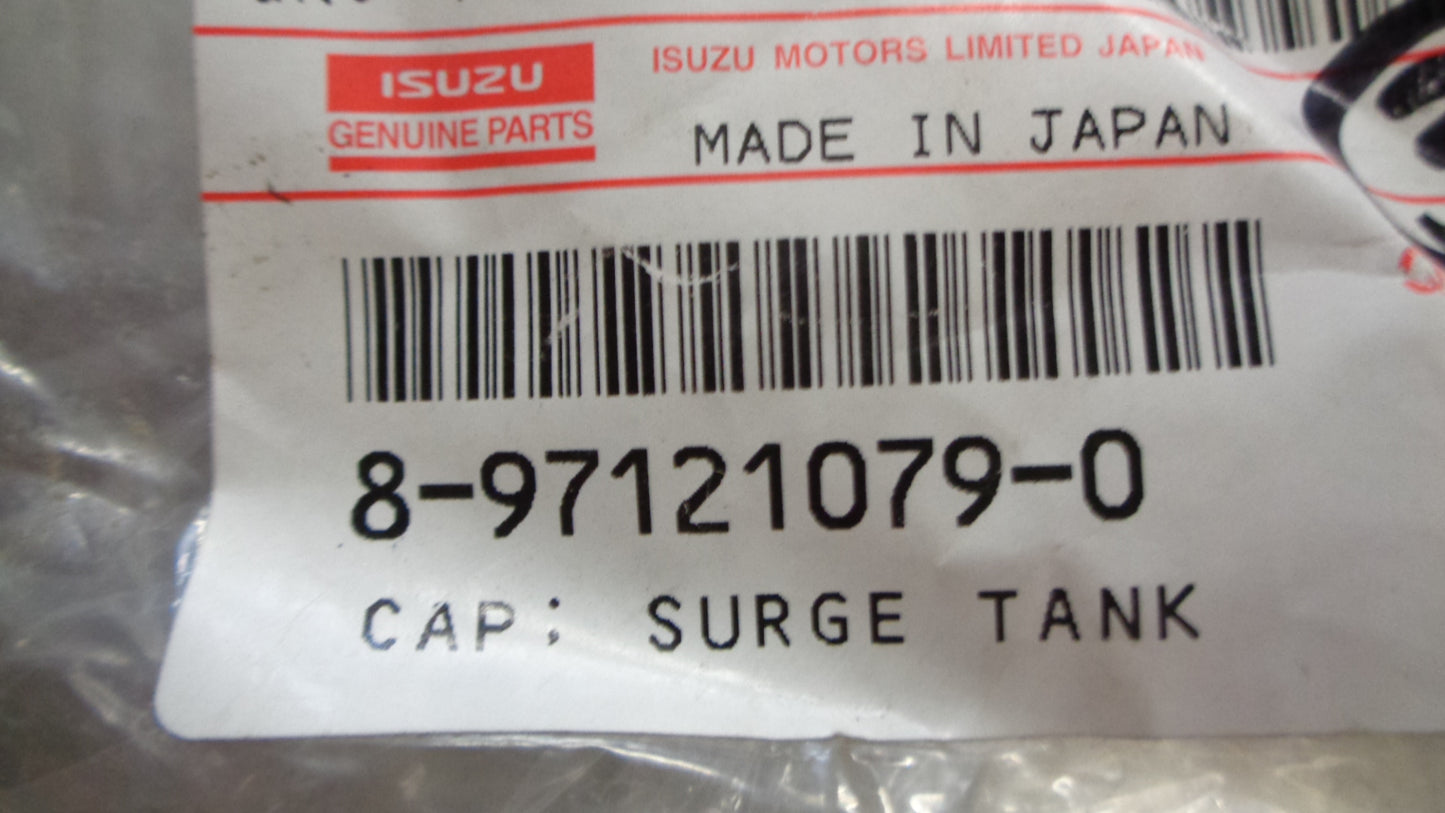 ISUZU
GENUINE PARTS
ISUZU MOTORS LIMITED JAPAN
MADE IN JAPAN
8-97121079-0
CAP; SURGE TANK